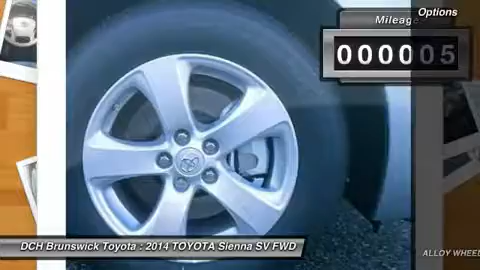 Options
Mileage
000005
DCH Brunswick Toyota : 2014 TOYOTA Sienna SV FWD
ALLOY WHEEL